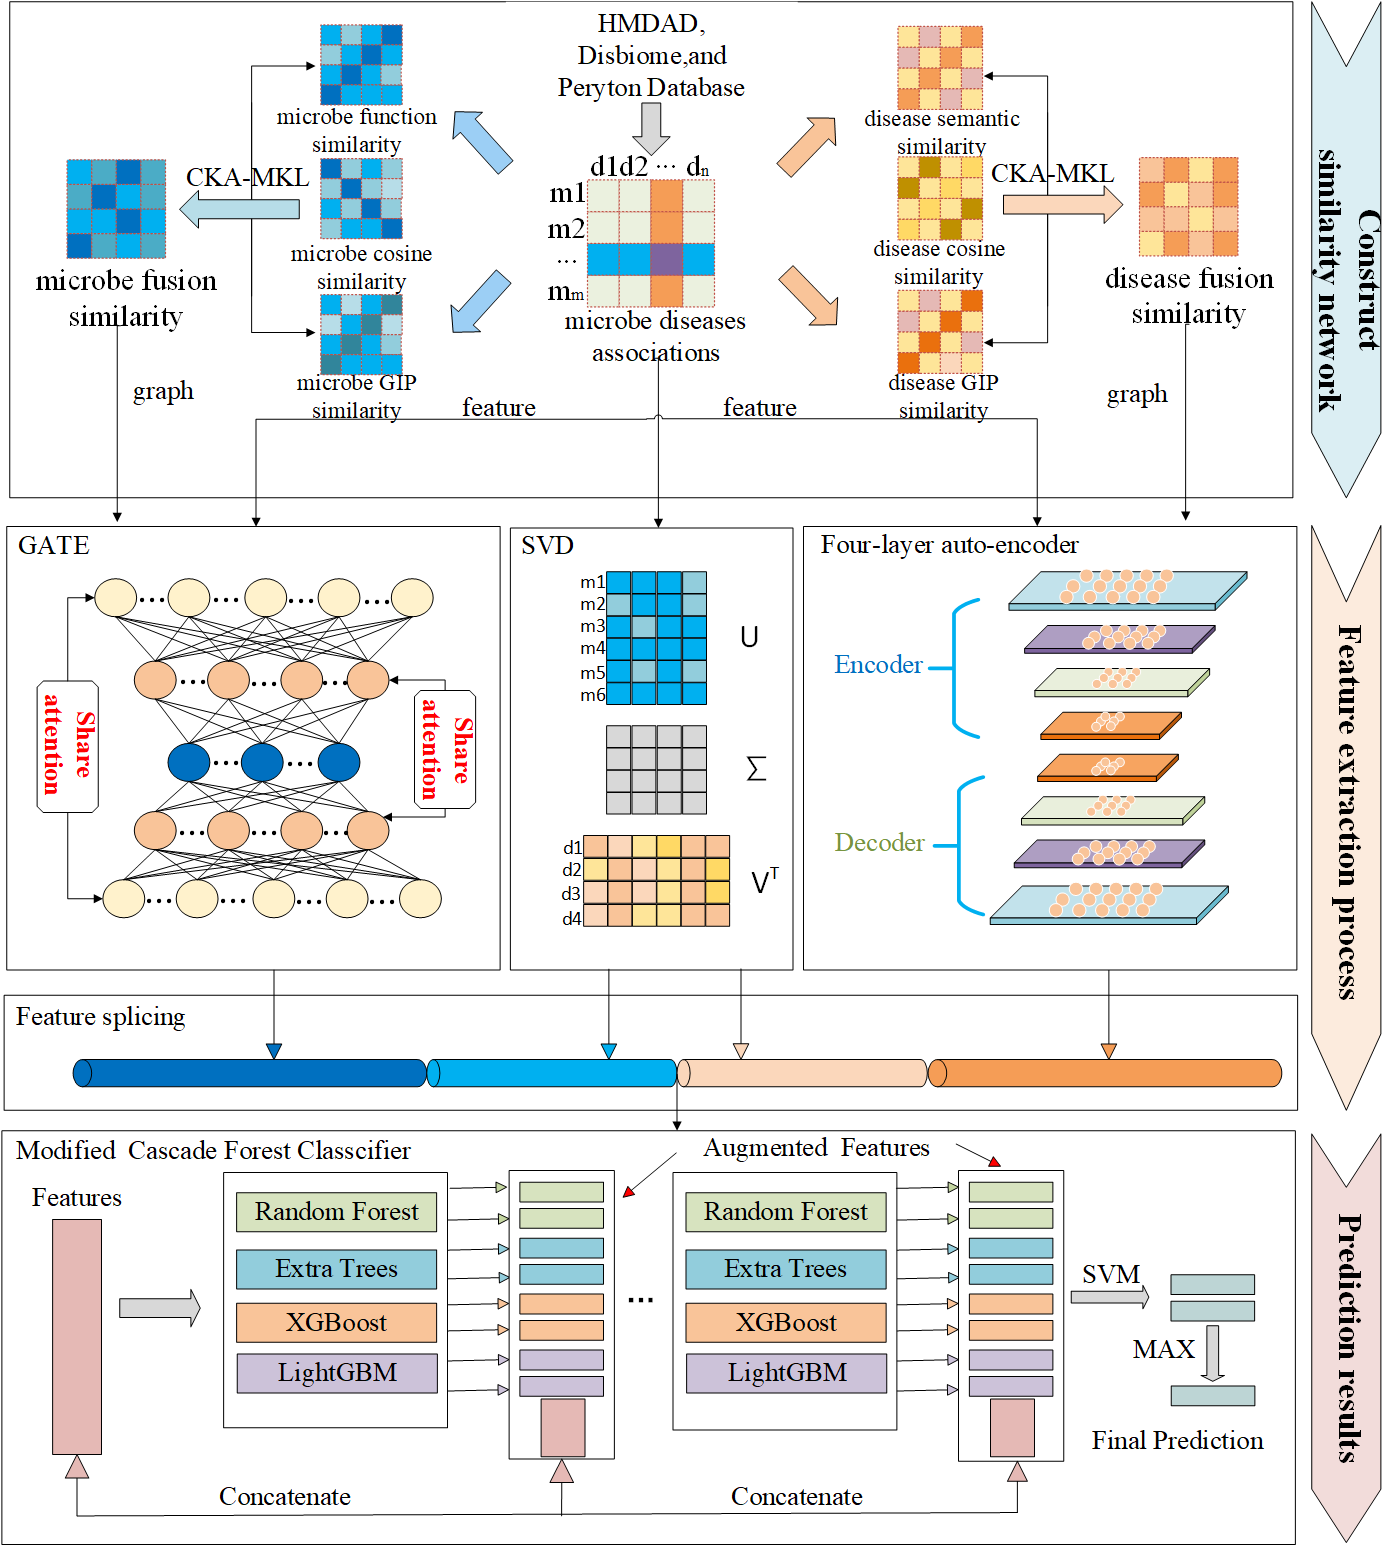 HMDAD,
Disbiome,and
Peryton Database
microbe function
similarity
disease semantic
similarity
d1d2 ··· dn
m1
m2
...
mm
CKA-MKL
CKA-MKL
microbe cosine
similarity
disease cosine
similarity
microbe fusion
similarity
disease fusion
similarity
microbe diseases
associations
microbe GIP
similarity
disease GIP
similarity
graph
feature
feature
graph
Construct
similarity network
GATE
Share
attention
Share
attention
SVD
m1
m2
m3
m4
m5
m6
U
∑
d1
d2
d3
d4
VT
Four-layer auto-encoder
Encoder
Decoder
Feature extraction process
Feature splicing
Modified Cascade Forest Classcifier
Augmented Features
Features
Random Forest
Extra Trees
XGBoost
LightGBM
...
Random Forest
Extra Trees
XGBoost
LightGBM
SVM
MAX
Final Prediction
Concatenate
Concatenate
Prediction results